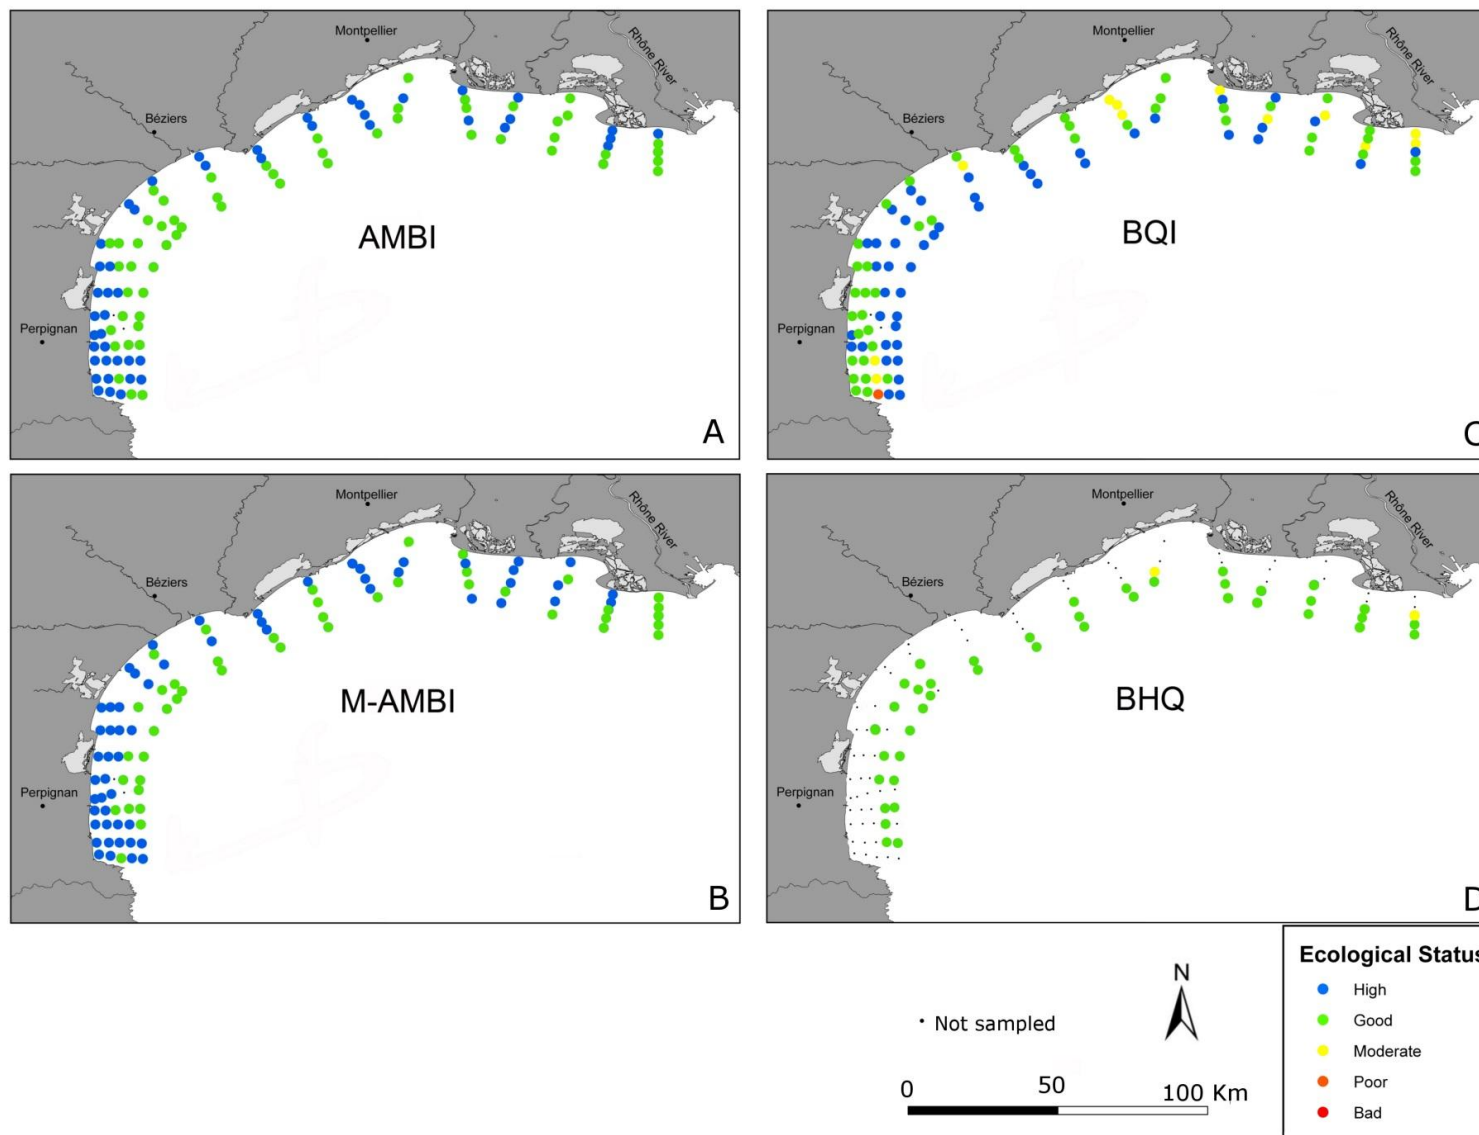 Montpellier
Rhône River
Béziers
AMBI
Perpignan
A
Montpellier
Rhône River
Béziers
BQI
Perpignan
C
Montpellier
Rhône River
Béziers
M-AMBI
Perpignan
B
Montpellier
Rhône River
Béziers
BHQ
Perpignan
D
Ecological Status
High
Good
Moderate
Poor
Bad
N
Not sampled
0 50 100 Km